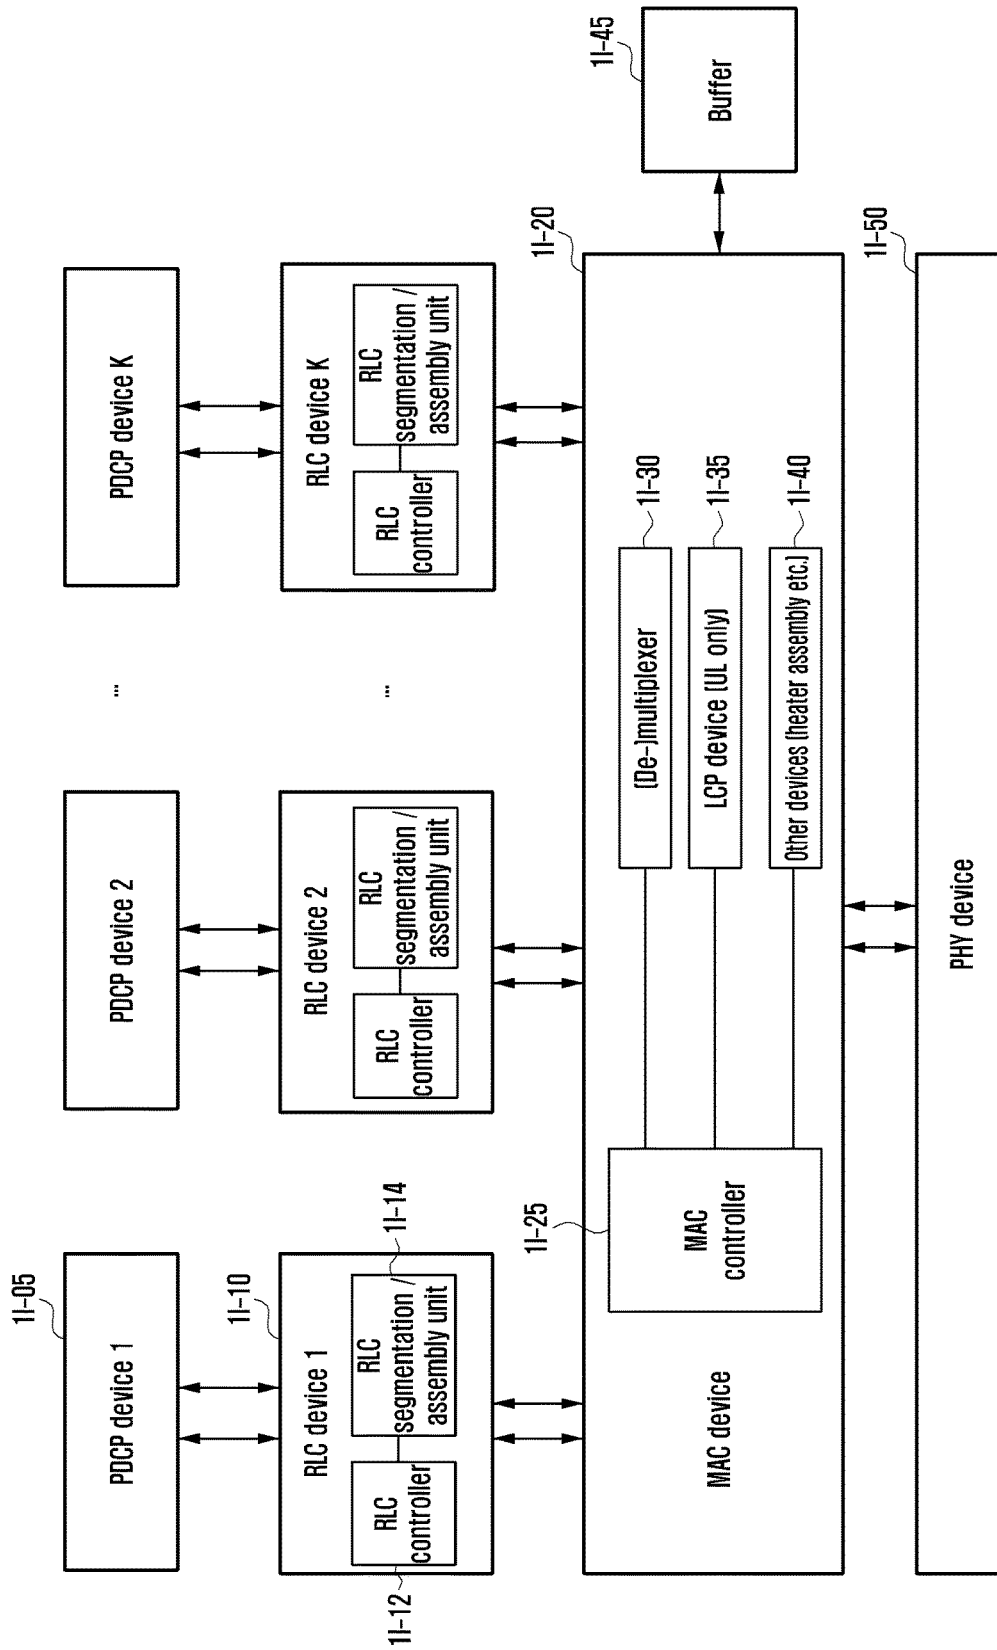 1l-05
PDCP device 1
PDCP device 2
...
PDCP device K
1l-10
RLC device 1
RLC
controller
RLC
segmentation /
assembly unit
1l-12
1l-14
RLC device 2
RLC
controller
RLC
segmentation /
assembly unit
...
RLC device K
RLC
controller
RLC
segmentation /
assembly unit
1l-20
MAC device
1l-25
MAC
controller
(De-)multiplexer
1l-30
LCP device (UL only)
1l-35
Other devices (heater assembly etc.)
1l-40
1l-45
Buffer
1l-50
PHY device